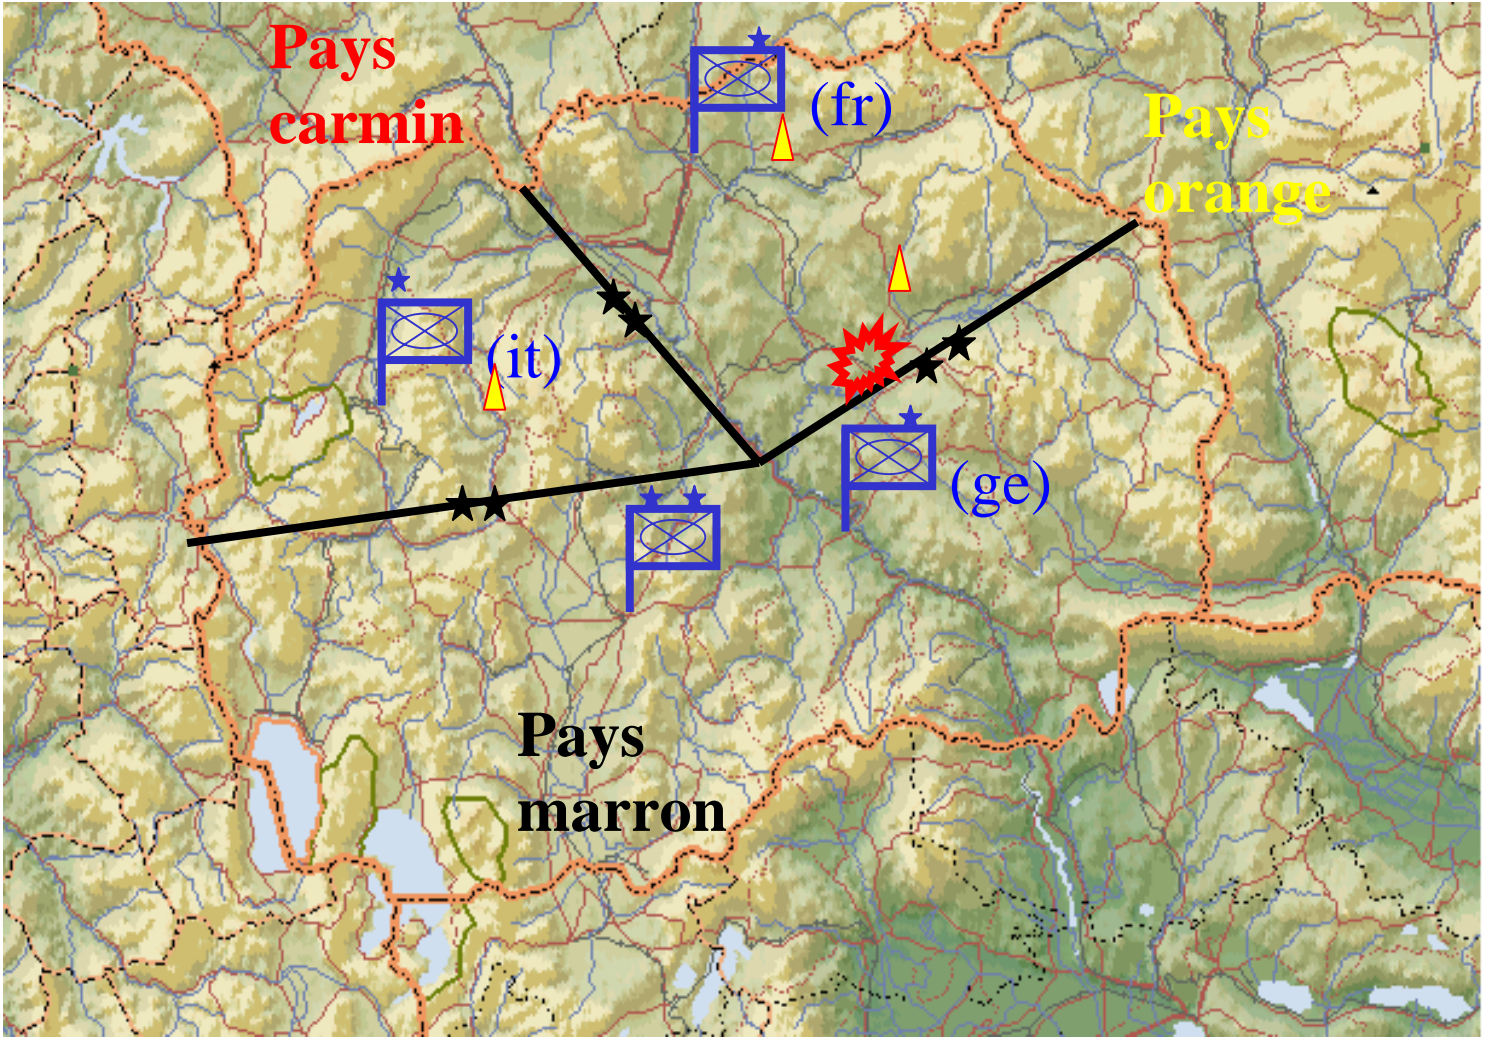 Pays
carmin
(fr)
Pays
orange
(it)
(ge)
Pays
marron